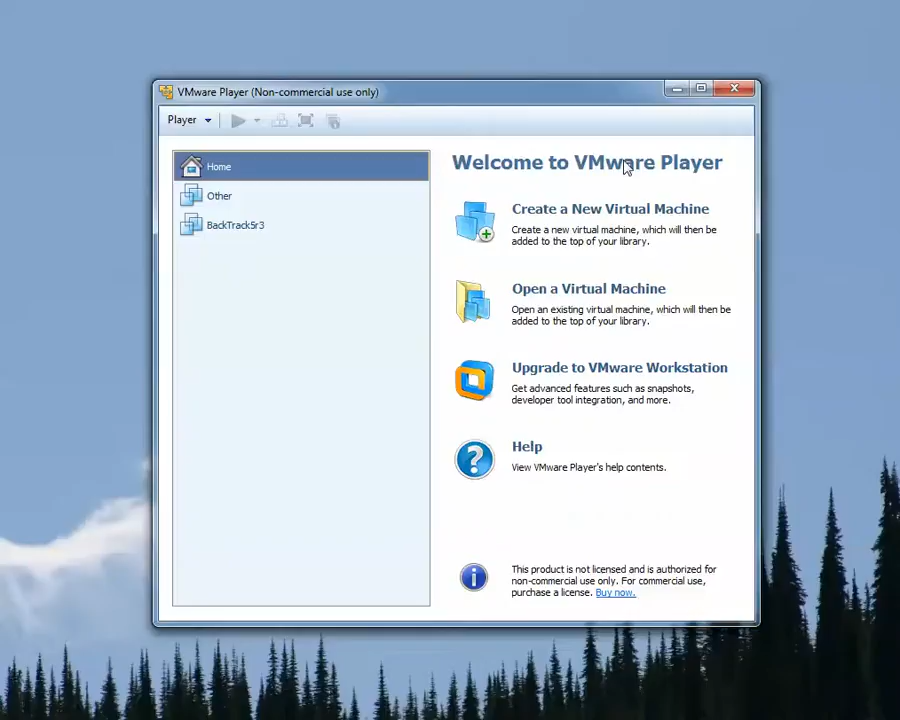 VMware Player (Non-commercial use only)
Player
Home
Other
BackTrack5r3
Welcome to VMware Player
Create a New Virtual Machine
Create a new virtual machine, which will then be
added to the top of your library.
Open a Virtual Machine
Open an existing virtual machine, which will then be
added to the top of your library.
Upgrade to VMware Workstation
Get advanced features such as snapshots,
developer tool integration, and more.
Help
View VMware Player's help contents.
This product is not licensed and is authorized for
non-commercial use only. For commercial use,
purchase a license. Buy now.